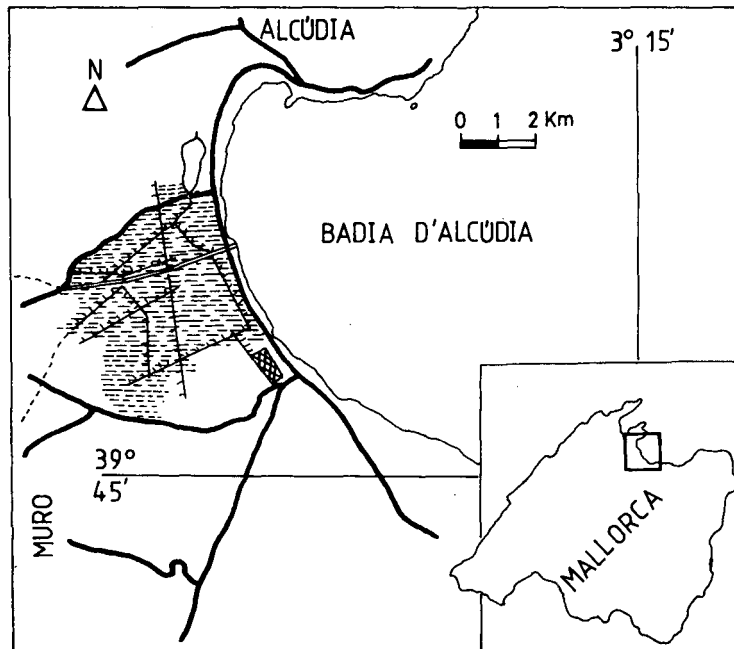 ALCÚDIA
3° 15′
N
0 1 2 Km
BADIA D'ALCÚDIA
39°
45′
MURO
MALLORCA